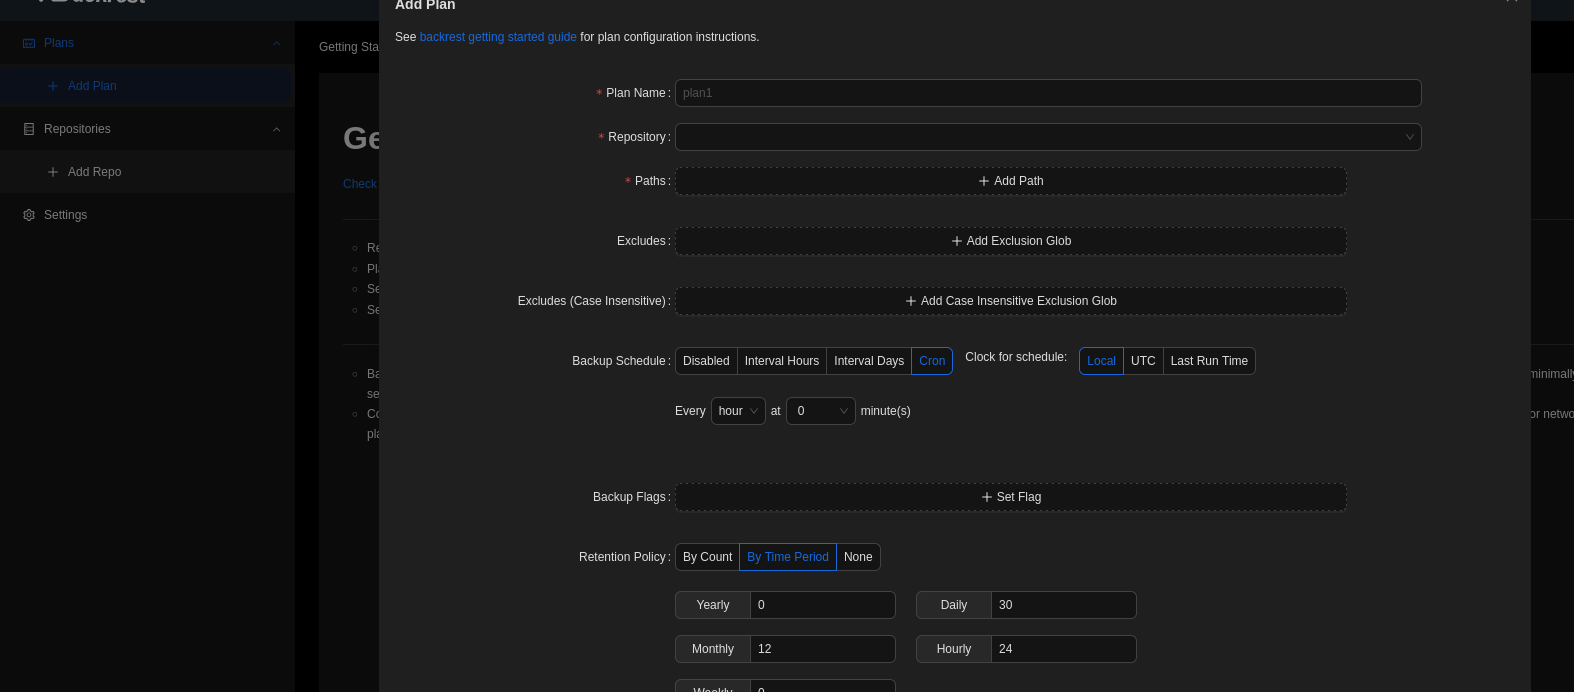 Add Plan
Plans
See backrest getting started guide for plan configuration instructions.
Getting Sta
Add Plan
* Plan Name: plan1
Repositories
* Repository:
Ge
Add Repo
* Paths: + Add Path
Check
Settings
Excludes: + Add Exclusion Glob
Re
Pl
Se
Se
Excludes (Case Insensitive): + Add Case Insensitive Exclusion Glob
Backup Schedule: Disabled Interval Hours Interval Days Cron Clock for schedule: Local UTC Last Run Time
Ba
minimally
se
Every hour at 0 minute(s)
Co
or netwo
pla
Backup Flags: + Set Flag
Retention Policy: By Count By Time Period None
Yearly 0 Daily 30
Monthly 12 Hourly 24
Weekly 0